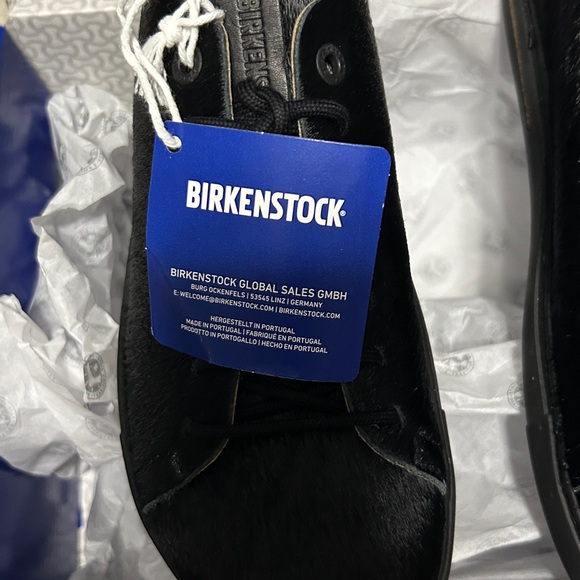 BIRKENS
BIRKENSTOCK®
BIRKENSTOCK GLOBAL SALES GMBH
BURG OCKENFELS | 53545 LINZ | GERMANY
E: WELCOME@BIRKENSTOCK.COM | BIRKENSTOCK.COM
HERGESTELLT IN PORTUGAL
MADE IN PORTUGAL | FABRIQUÉ EN PORTUGAL
PRODOTTO IN PORTOGALLO | HECHO EN PORTUGAL